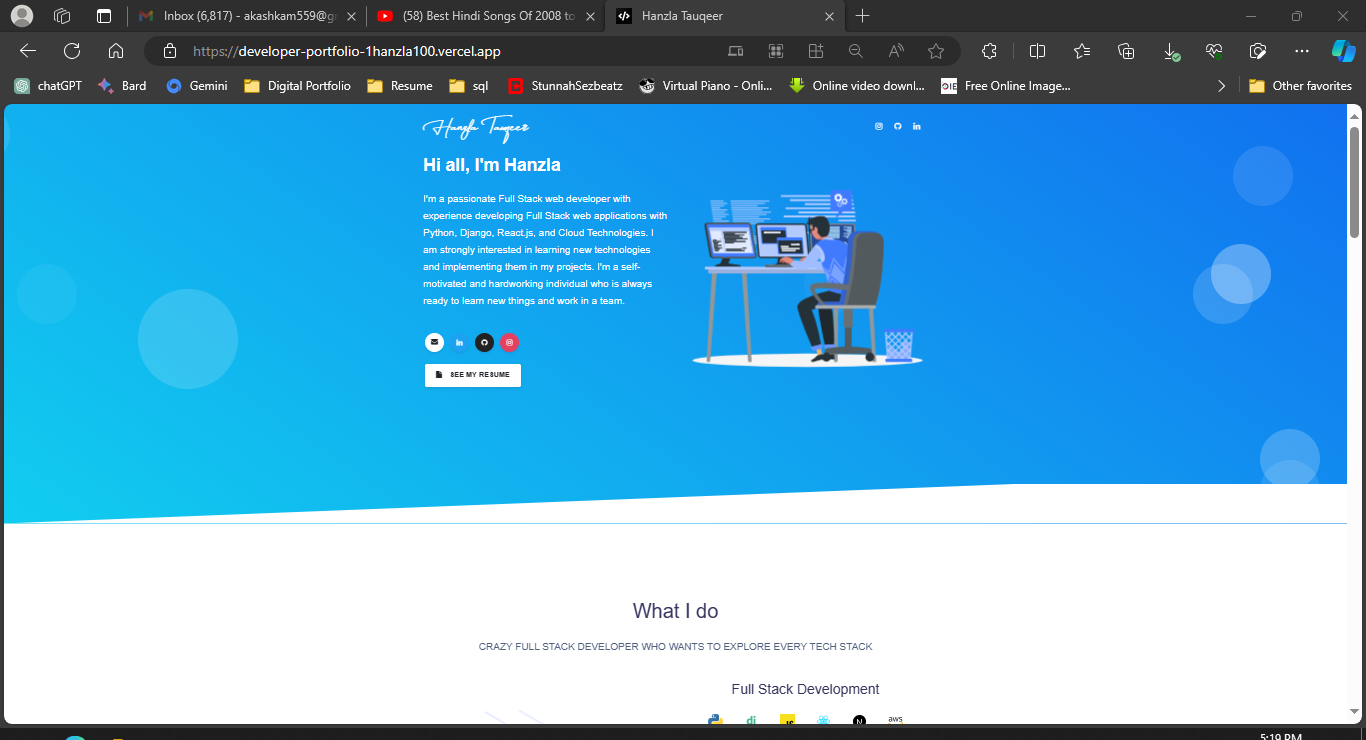 Inbox (6,817) - akashkam559@g
(58) Best Hindi Songs Of 2008 to
Hanzla Tauqeer
https://developer-portfolio-1hanzla100.vercel.app
chatGPT
Bard
Gemini
Digital Portfolio
Resume
sql
StunnahSezbeatz
Virtual Piano - Onli...
Online video downl...
OIE
Free Online Image...
Other favorites
Hanzla Tauqeer
Hi all, I'm Hanzla
I'm a passionate Full Stack web developer with
experience developing Full Stack web applications with
Python, Django, React.js, and Cloud Technologies. I
am strongly interested in learning new technologies
and implementing them in my projects. I'm a self-
motivated and hardworking individual who is always
ready to learn new things and work in a team.
SEE MY RESUME
What I do
CRAZY FULL STACK DEVELOPER WHO WANTS TO EXPLORE EVERY TECH STACK
Full Stack Development
dj
JS
N
aws
5:19 PM